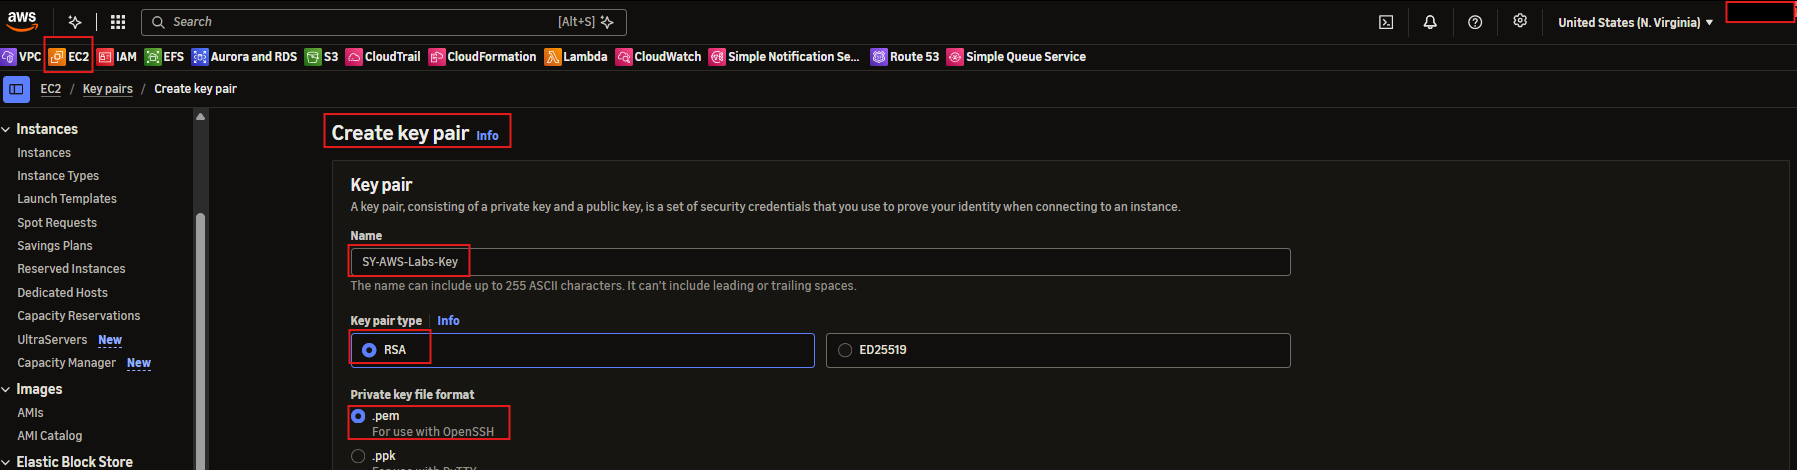 aws
Search [Alt+S]
United States (N. Virginia)
VPC EC2 IAM EFS Aurora and RDS S3 CloudTrail CloudFormation Lambda CloudWatch Simple Notification Se... Route 53 Simple Queue Service
EC2 / Key pairs / Create key pair
Instances
Instances
Instance Types
Launch Templates
Spot Requests
Savings Plans
Reserved Instances
Dedicated Hosts
Capacity Reservations
UltraServers New
Capacity Manager New
Images
AMIs
AMI Catalog
Elastic Block Store
Create key pair Info
Key pair
A key pair, consisting of a private key and a public key, is a set of security credentials that you use to prove your identity when connecting to an instance.
Name
SY-AWS-Labs-Key
The name can include up to 255 ASCII characters. It can't include leading or trailing spaces.
Key pair type Info
RSA
ED25519
Private key file format
.pem
For use with OpenSSH
.ppk
For use with PuTTY